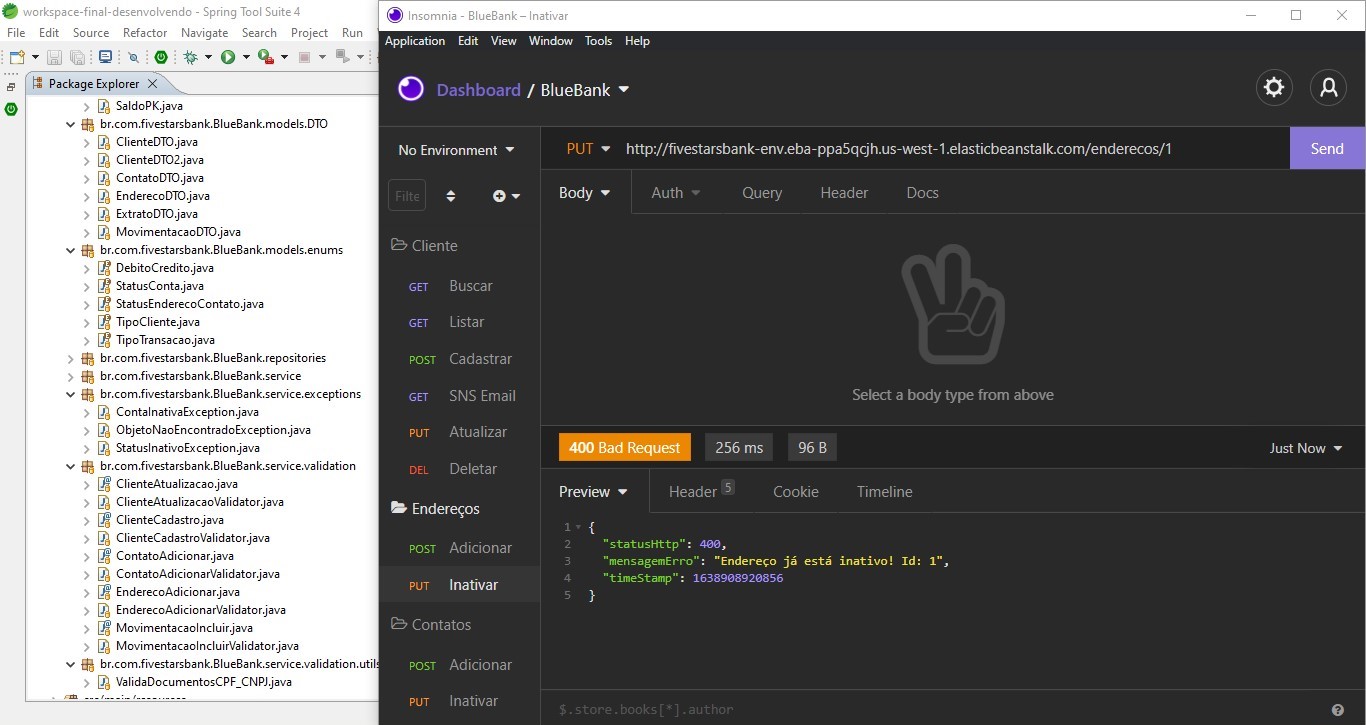 workspace-final-desenvolvendo - Spring Tool Suite 4
File Edit Source Refactor Navigate Search Project Run
Package Explorer
SaldoPK.java
br.com.fivestarsbank.BlueBank.models.DTO
ClienteDTO.java
ClienteDTO2.java
ContatoDTO.java
EnderecoDTO.java
ExtratoDTO.java
MovimentacaoDTO.java
br.com.fivestarsbank.BlueBank.models.enums
DebitoCredito.java
StatusConta.java
StatusEnderecoContato.java
TipoCliente.java
TipoTransacao.java
br.com.fivestarsbank.BlueBank.repositories
br.com.fivestarsbank.BlueBank.service
br.com.fivestarsbank.BlueBank.service.exceptions
ContaInativaException.java
ObjetoNaoEncontradoException.java
StatusInativoException.java
br.com.fivestarsbank.BlueBank.service.validation
ClienteAtualizacao.java
ClienteAtualizacaoValidator.java
ClienteCadastro.java
ClienteCadastroValidator.java
ContatoAdicionar.java
ContatoAdicionarValidator.java
EnderecoAdicionar.java
EnderecoAdicionarValidator.java
MovimentacaoIncluir.java
MovimentacaoIncluirValidator.java
br.com.fivestarsbank.BlueBank.service.validation.utils
ValidaDocumentosCPF_CNPJ.java
src/main/resources
Insomnia - BlueBank – Inativar
Application Edit View Window Tools Help
Dashboard / BlueBank
No Environment
Filte
Cliente
GET Buscar
GET Listar
POST Cadastrar
GET SNS Email
PUT Atualizar
DEL Deletar
Endereços
POST Adicionar
PUT Inativar
Contatos
POST Adicionar
PUT Inativar
PUT http://fivestarsbank-env.eba-ppa5qcjh.us-west-1.elasticbeanstalk.com/enderecos/1 Send
Body Auth Query Header Docs
Select a body type from above
400 Bad Request 256 ms 96 B Just Now
Preview Header 5 Cookie Timeline
1 {
2 "statusHttp": 400,
3 "mensagemErro": "Endereço já está inativo! Id: 1",
4 "timeStamp": 1638908920856
5 }
$.store.books[*].author